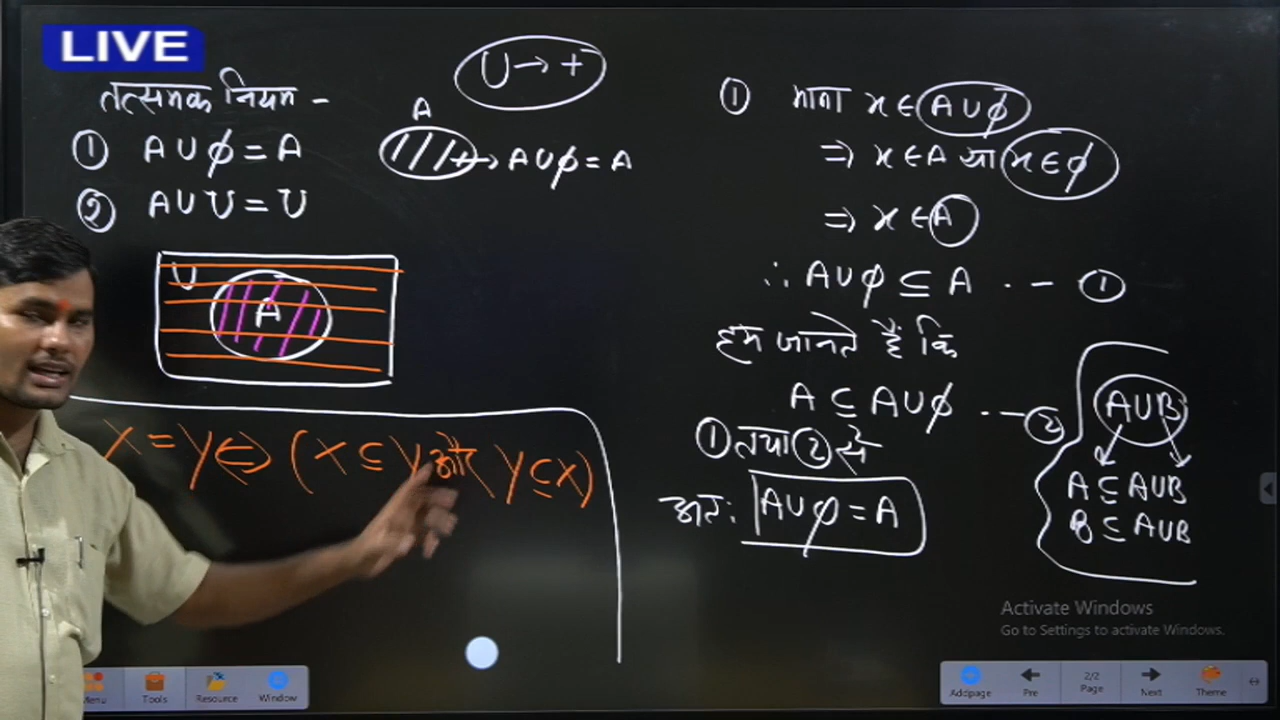 LIVE
तत्समक नियम -
① A∪ϕ = A
② A∪U = U
U → +
A
A∪ϕ = A
U
A
X = Y ⇔ (X ⊆ Y और Y ⊆ X)
① माना x ∈ A∪ϕ
⇒ x ∈ A या x ∈ ϕ
⇒ x ∈ A
∴ A∪ϕ ⊆ A ... - ①
हम जानते हैं कि
A ⊆ A∪ϕ ... - ②
① तथा ② से
अतः A∪ϕ = A
A∪B
A ⊆ A∪B
B ⊆ A∪B
Activate Windows
Go to Settings to activate Windows.
Menu
Tools
Resource
Window
Addpage
Pre
2/2
Page
Next
Theme